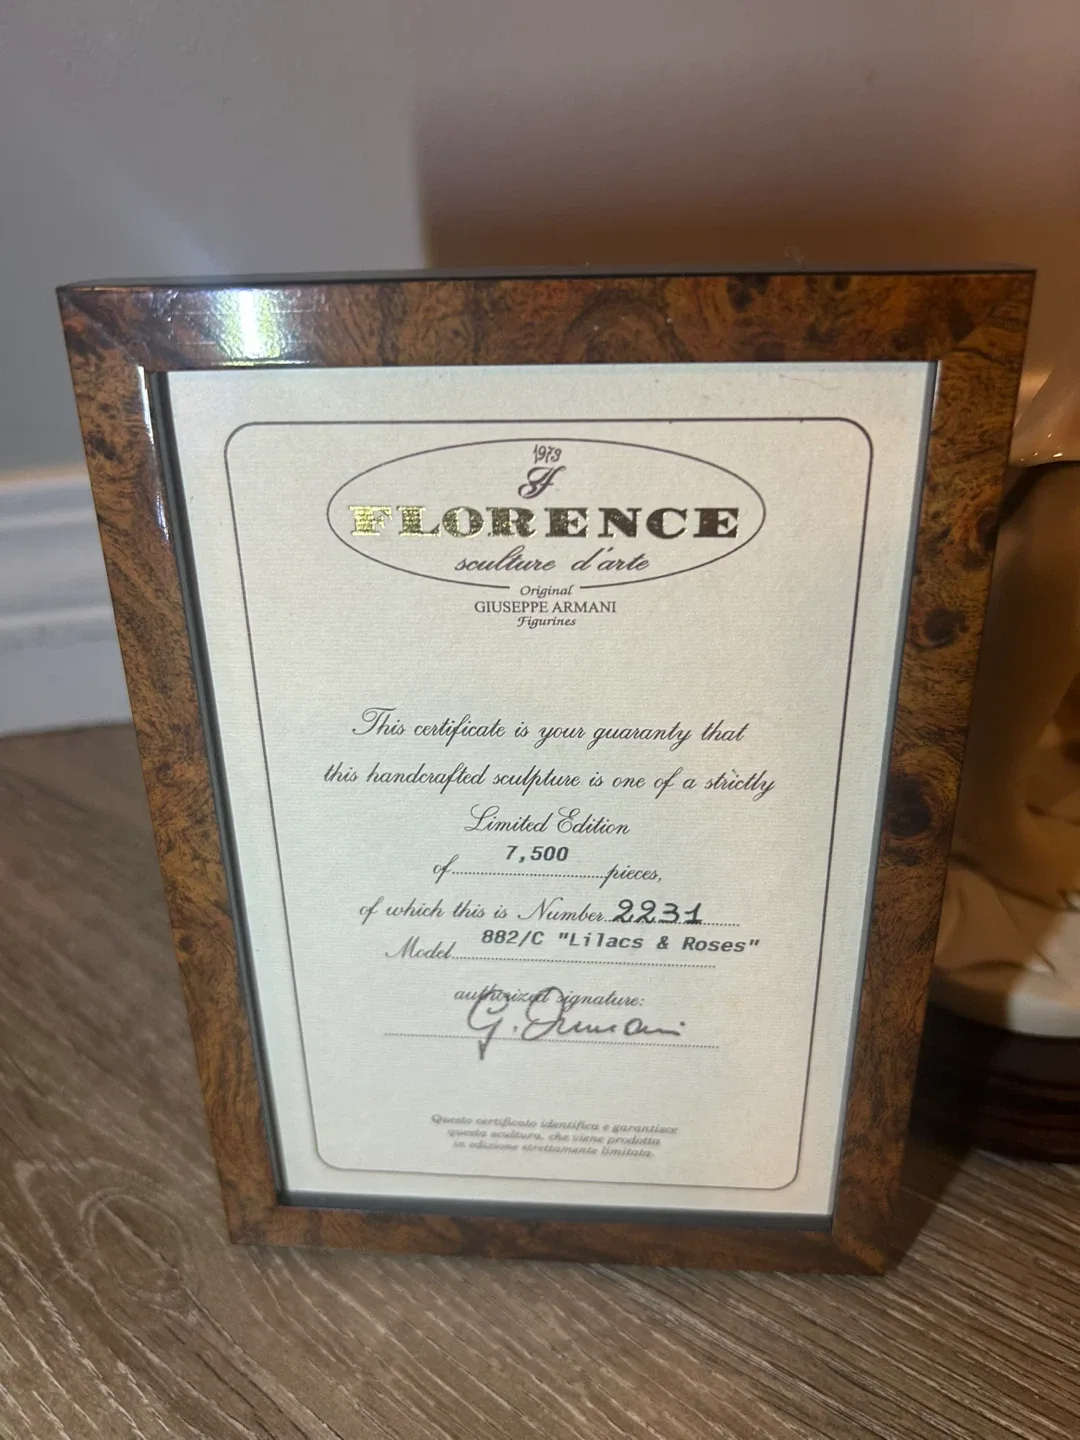 1973
FLORENCE
sculture d'arte
Original
GIUSEPPE ARMANI
Figurines
This certificate is your guaranty that
this handcrafted sculpture is one of a strictly
Limited Edition
of 7,500 pieces,
of which this is Number 2231
Model 882/C "Lilacs & Roses"
authorized signature:
G. Armani
Questo certificato identifica e garantisce
questa scultura, che viene prodotta
in edizione strettamente limitata.